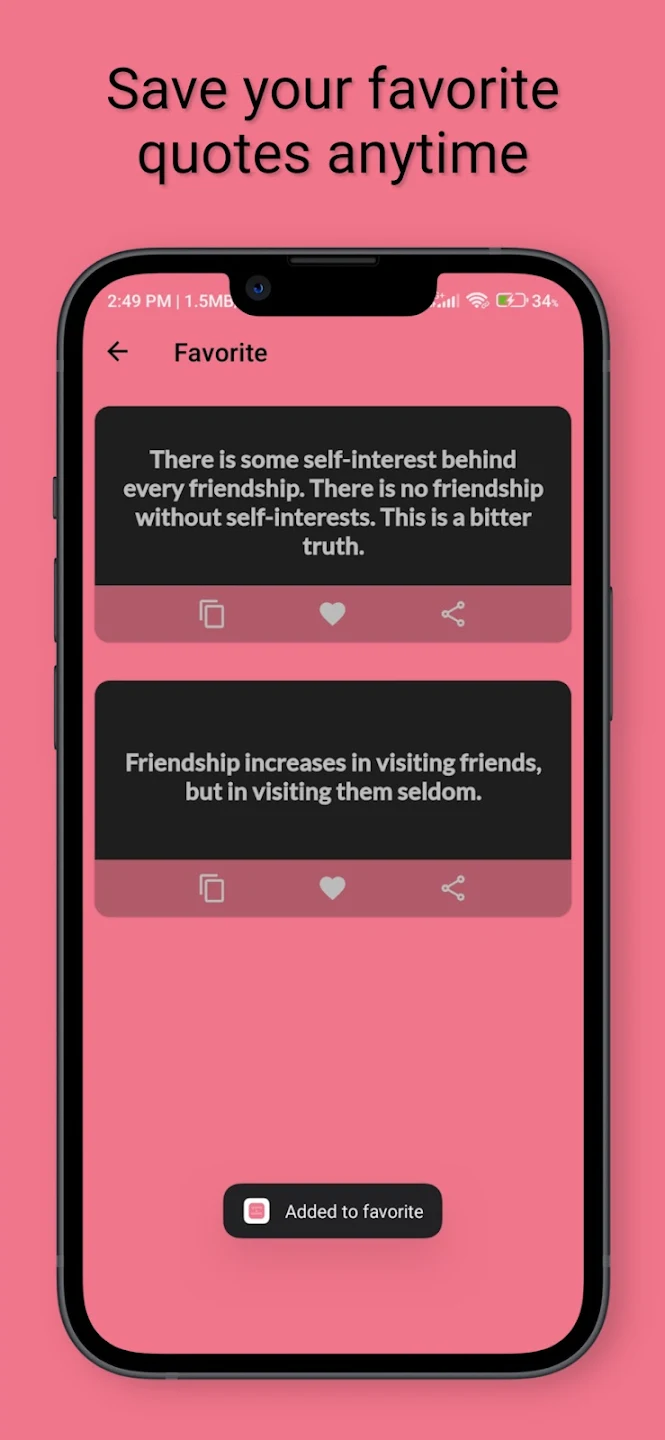 Save your favorite
quotes anytime
2:49 PM | 1.5MB
34%
Favorite
There is some self-interest behind
every friendship. There is no friendship
without self-interests. This is a bitter
truth.
Friendship increases in visiting friends,
but in visiting them seldom.
Added to favorite